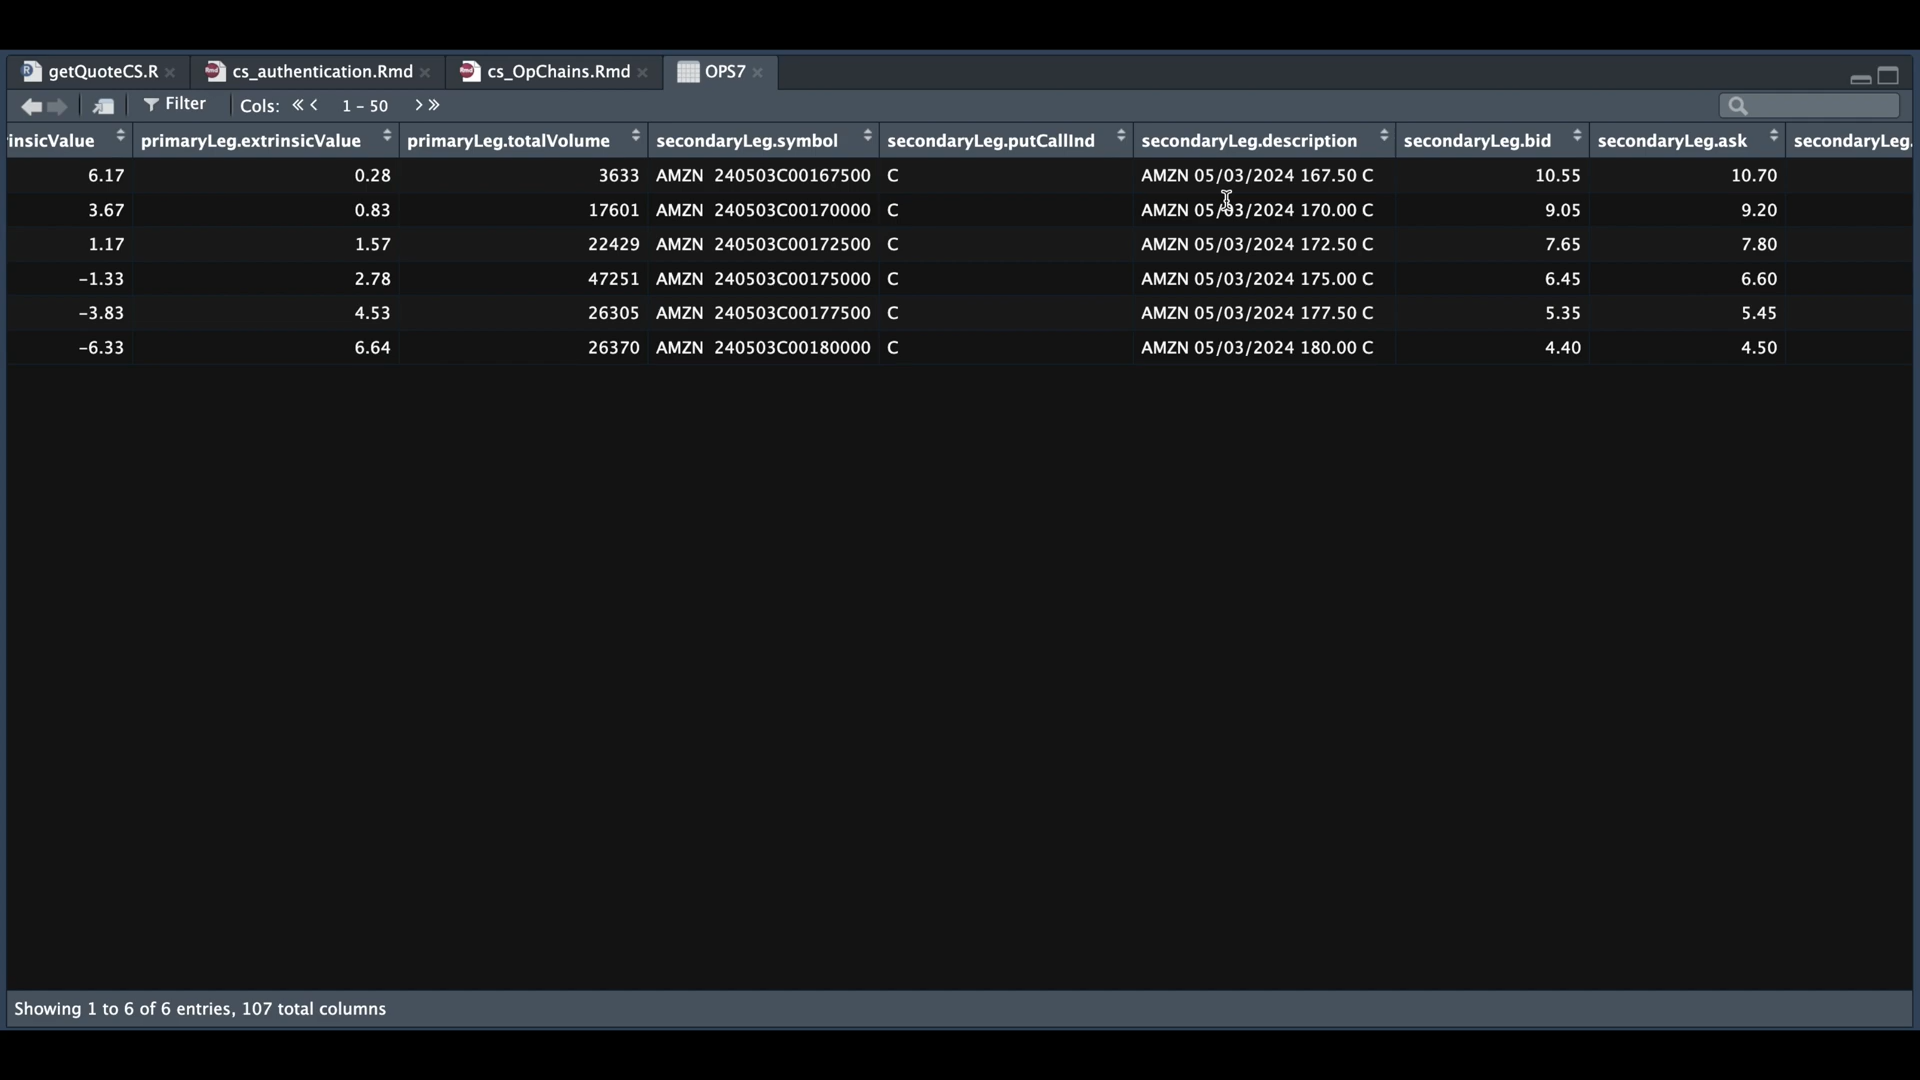 getQuoteCS.R × cs_authentication.Rmd × cs_OpChains.Rmd × OPS7 ×
Filter Cols: « < 1 - 50 > »
insicValue primaryLeg.extrinsicValue primaryLeg.totalVolume secondaryLeg.symbol secondaryLeg.putCallInd secondaryLeg.description secondaryLeg.bid secondaryLeg.ask secondaryLeg.
6.17 0.28 3633 AMZN 240503C00167500 C AMZN 05/03/2024 167.50 C 10.55 10.70
3.67 0.83 17601 AMZN 240503C00170000 C AMZN 05/03/2024 170.00 C 9.05 9.20
1.17 1.57 22429 AMZN 240503C00172500 C AMZN 05/03/2024 172.50 C 7.65 7.80
-1.33 2.78 47251 AMZN 240503C00175000 C AMZN 05/03/2024 175.00 C 6.45 6.60
-3.83 4.53 26305 AMZN 240503C00177500 C AMZN 05/03/2024 177.50 C 5.35 5.45
-6.33 6.64 26370 AMZN 240503C00180000 C AMZN 05/03/2024 180.00 C 4.40 4.50
Showing 1 to 6 of 6 entries, 107 total columns